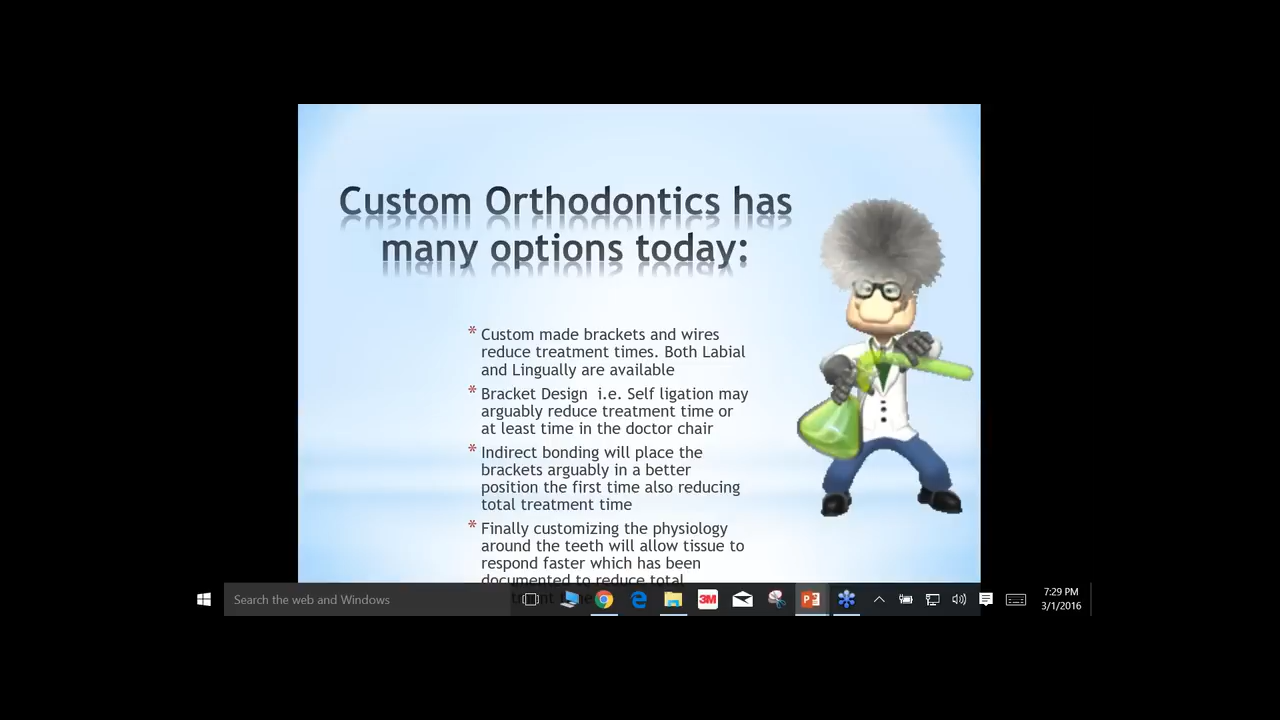 Custom Orthodontics has
many options today:
* Custom made brackets and wires
reduce treatment times. Both Labial
and Lingually are available
* Bracket Design i.e. Self ligation may
arguably reduce treatment time or
at least time in the doctor chair
* Indirect bonding will place the
brackets arguably in a better
position the first time also reducing
total treatment time
* Finally customizing the physiology
around the teeth will allow tissue to
respond faster which has been
documented to reduce total
Search the web and Windows
3M
7:29 PM
3/1/2016